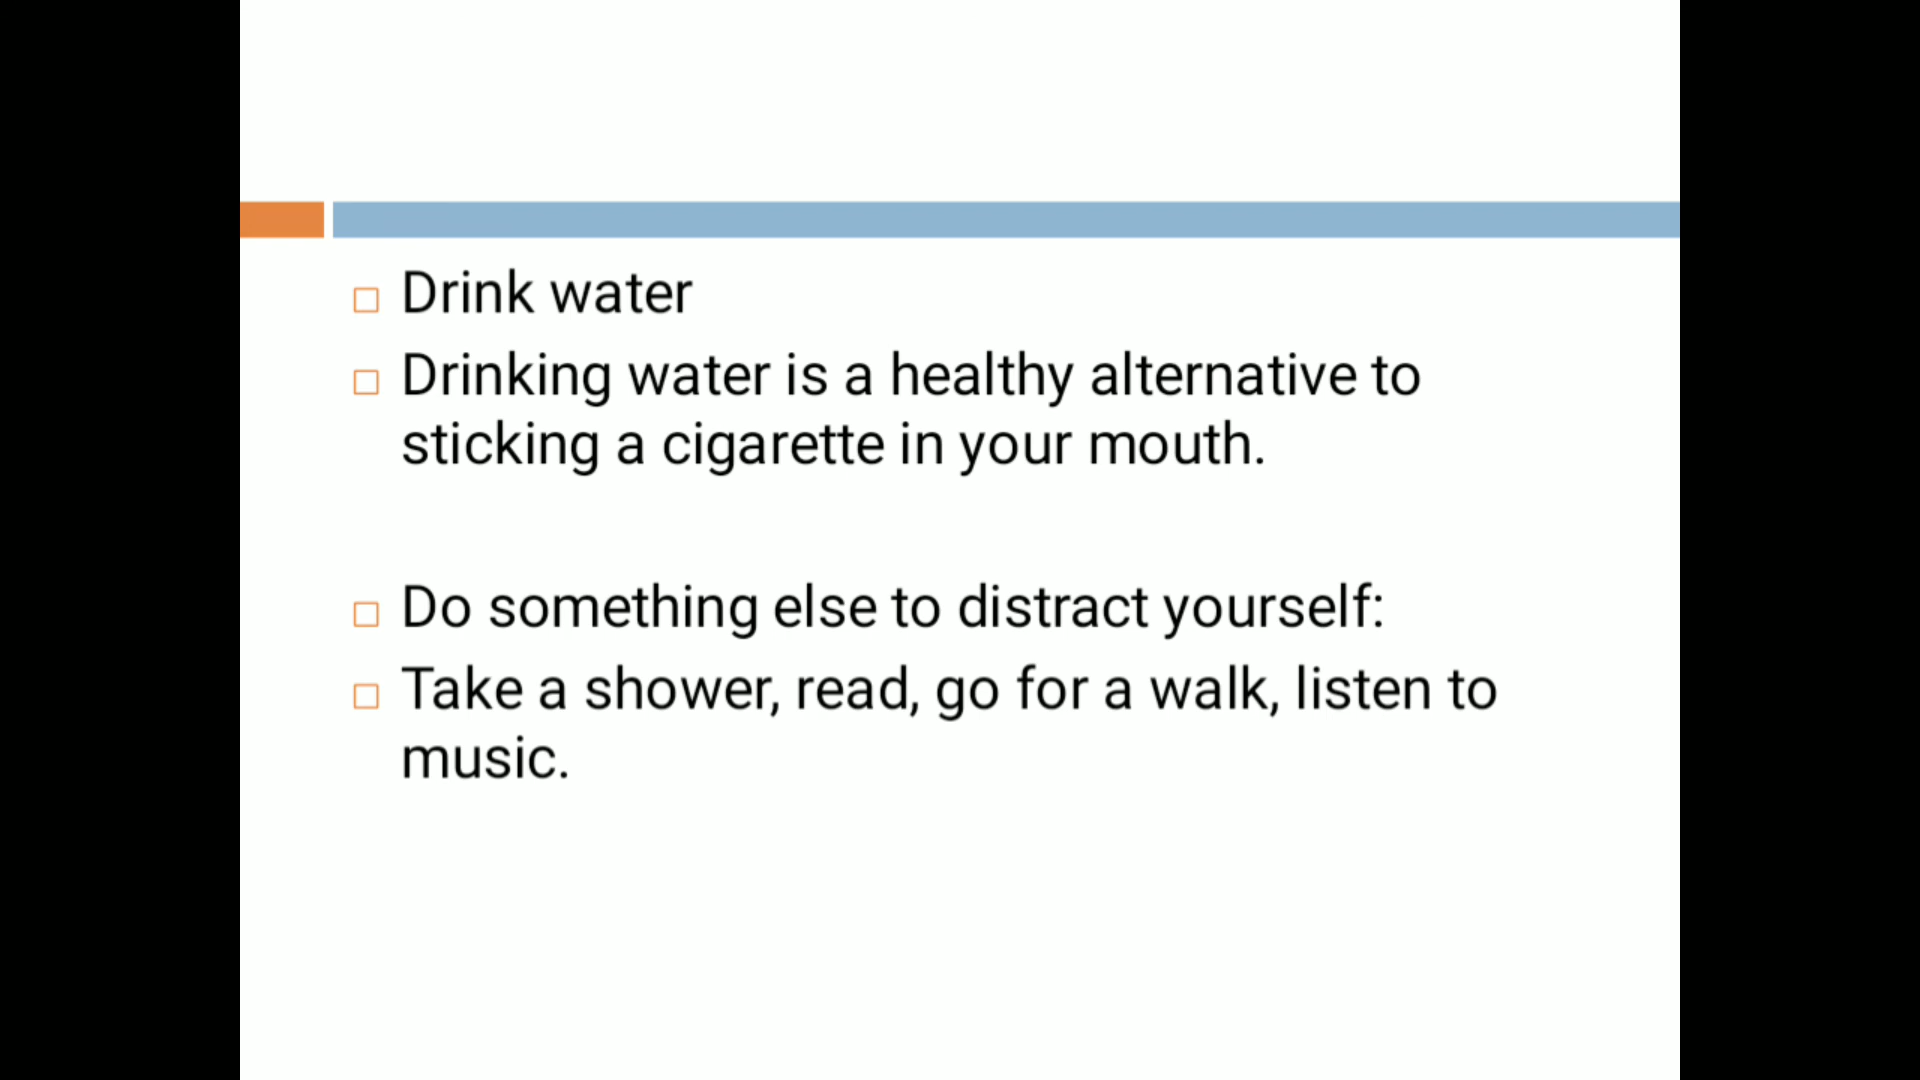 Drink water
Drinking water is a healthy alternative to
sticking a cigarette in your mouth.
Do something else to distract yourself:
Take a shower, read, go for a walk, listen to
music.